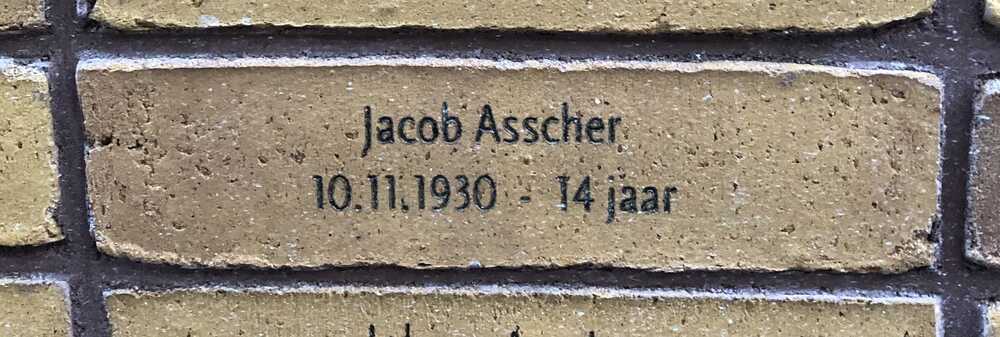 Jacob Asscher
10.11.1930 - 14 jaar